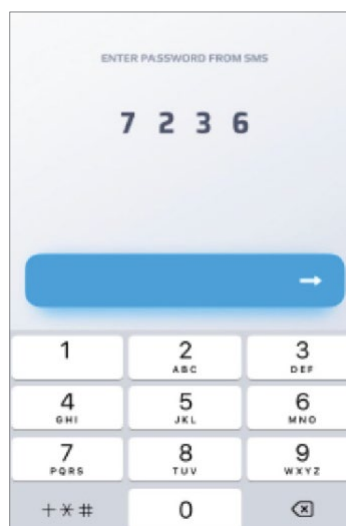 ENTER PASSWORD FROM SMS
7 2 3 6
1 2 3
ABC DEF
4 5 6
GHI JKL MNO
7 8 9
PQRS TUV WXYZ
+*# 0